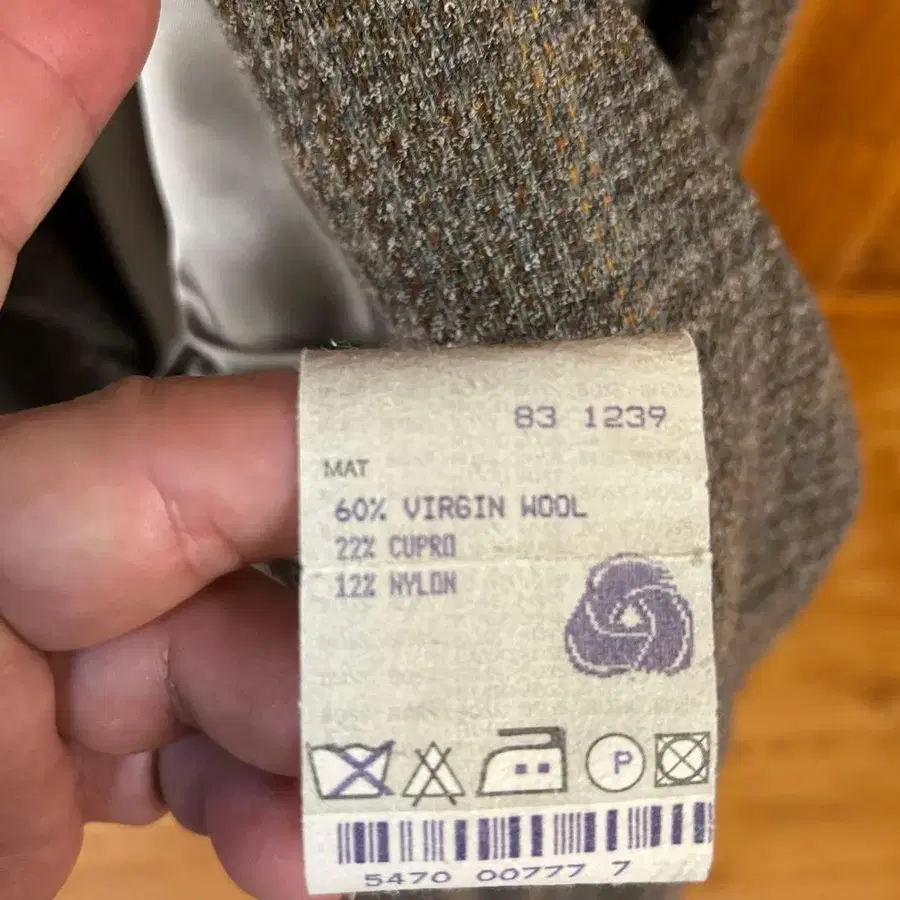 83 1239
MAT
60% VIRGIN WOOL
22% CUPRO
12% NYLON
P
5470 00777 7